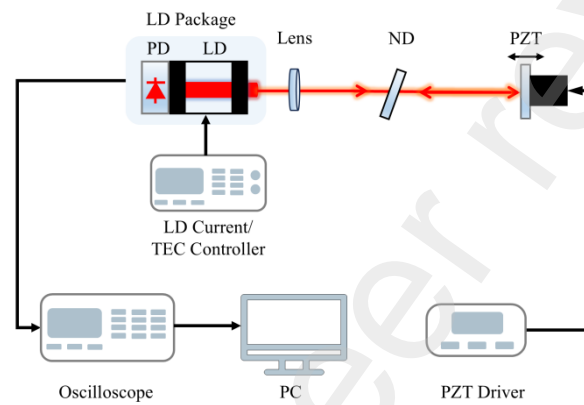 LD Package
PD LD
Lens
ND
PZT
LD Current/
TEC Controller
Oscilloscope
PC
PZT Driver